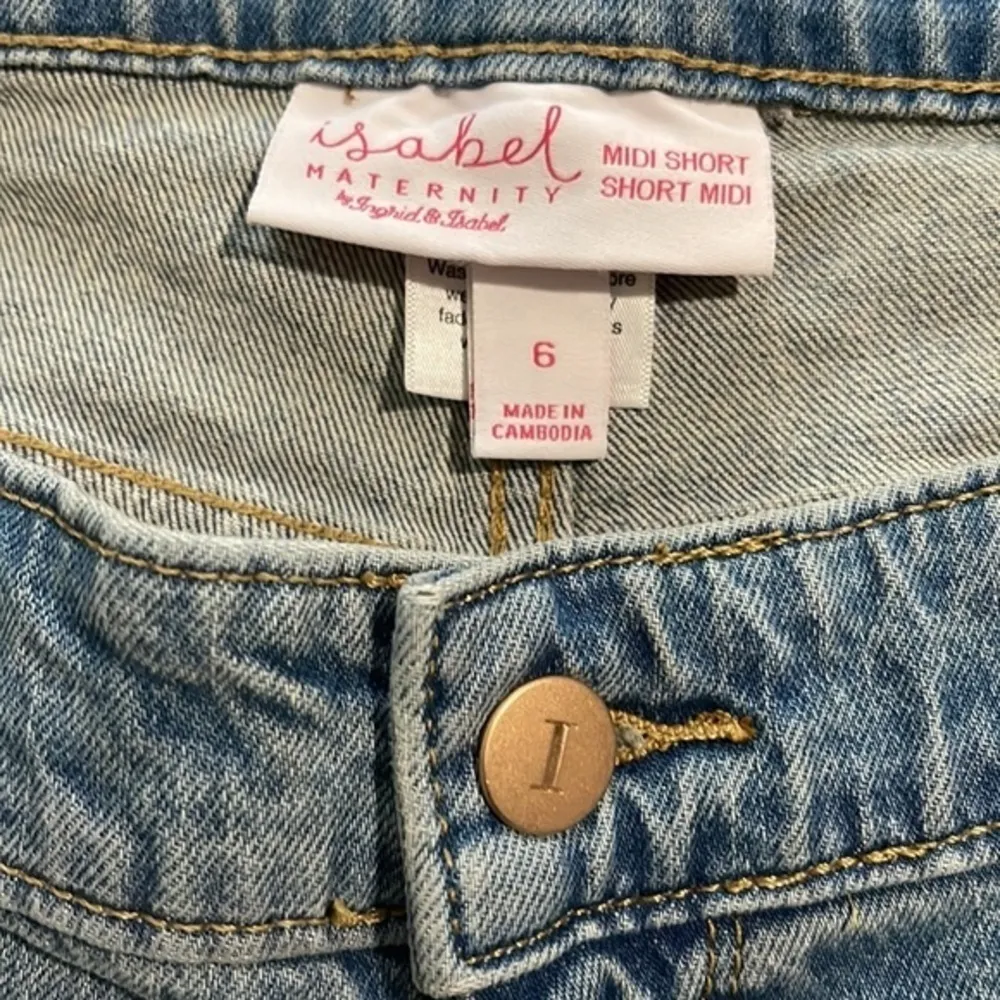 isabel
MATERNITY
by Ingrid & Isabel
MIDI SHORT
SHORT MIDI
6
MADE IN
CAMBODIA
I